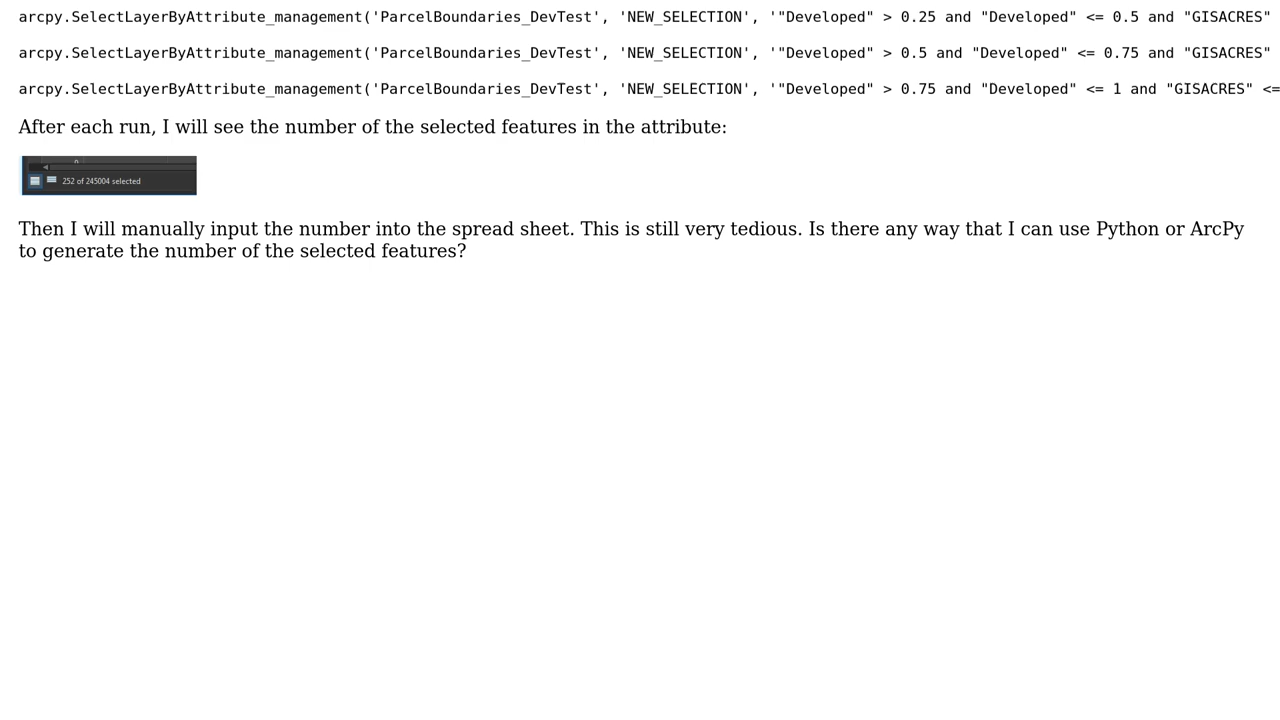 arcpy.SelectLayerByAttribute_management('ParcelBoundaries_DevTest', 'NEW_SELECTION', '"Developed" > 0.25 and "Developed" <= 0.5 and "GISACRES"
arcpy.SelectLayerByAttribute_management('ParcelBoundaries_DevTest', 'NEW_SELECTION', '"Developed" > 0.5 and "Developed" <= 0.75 and "GISACRES"
arcpy.SelectLayerByAttribute_management('ParcelBoundaries_DevTest', 'NEW_SELECTION', '"Developed" > 0.75 and "Developed" <= 1 and "GISACRES" <=
After each run, I will see the number of the selected features in the attribute:
252 of 245004 selected
Then I will manually input the number into the spread sheet. This is still very tedious. Is there any way that I can use Python or ArcPy
to generate the number of the selected features?